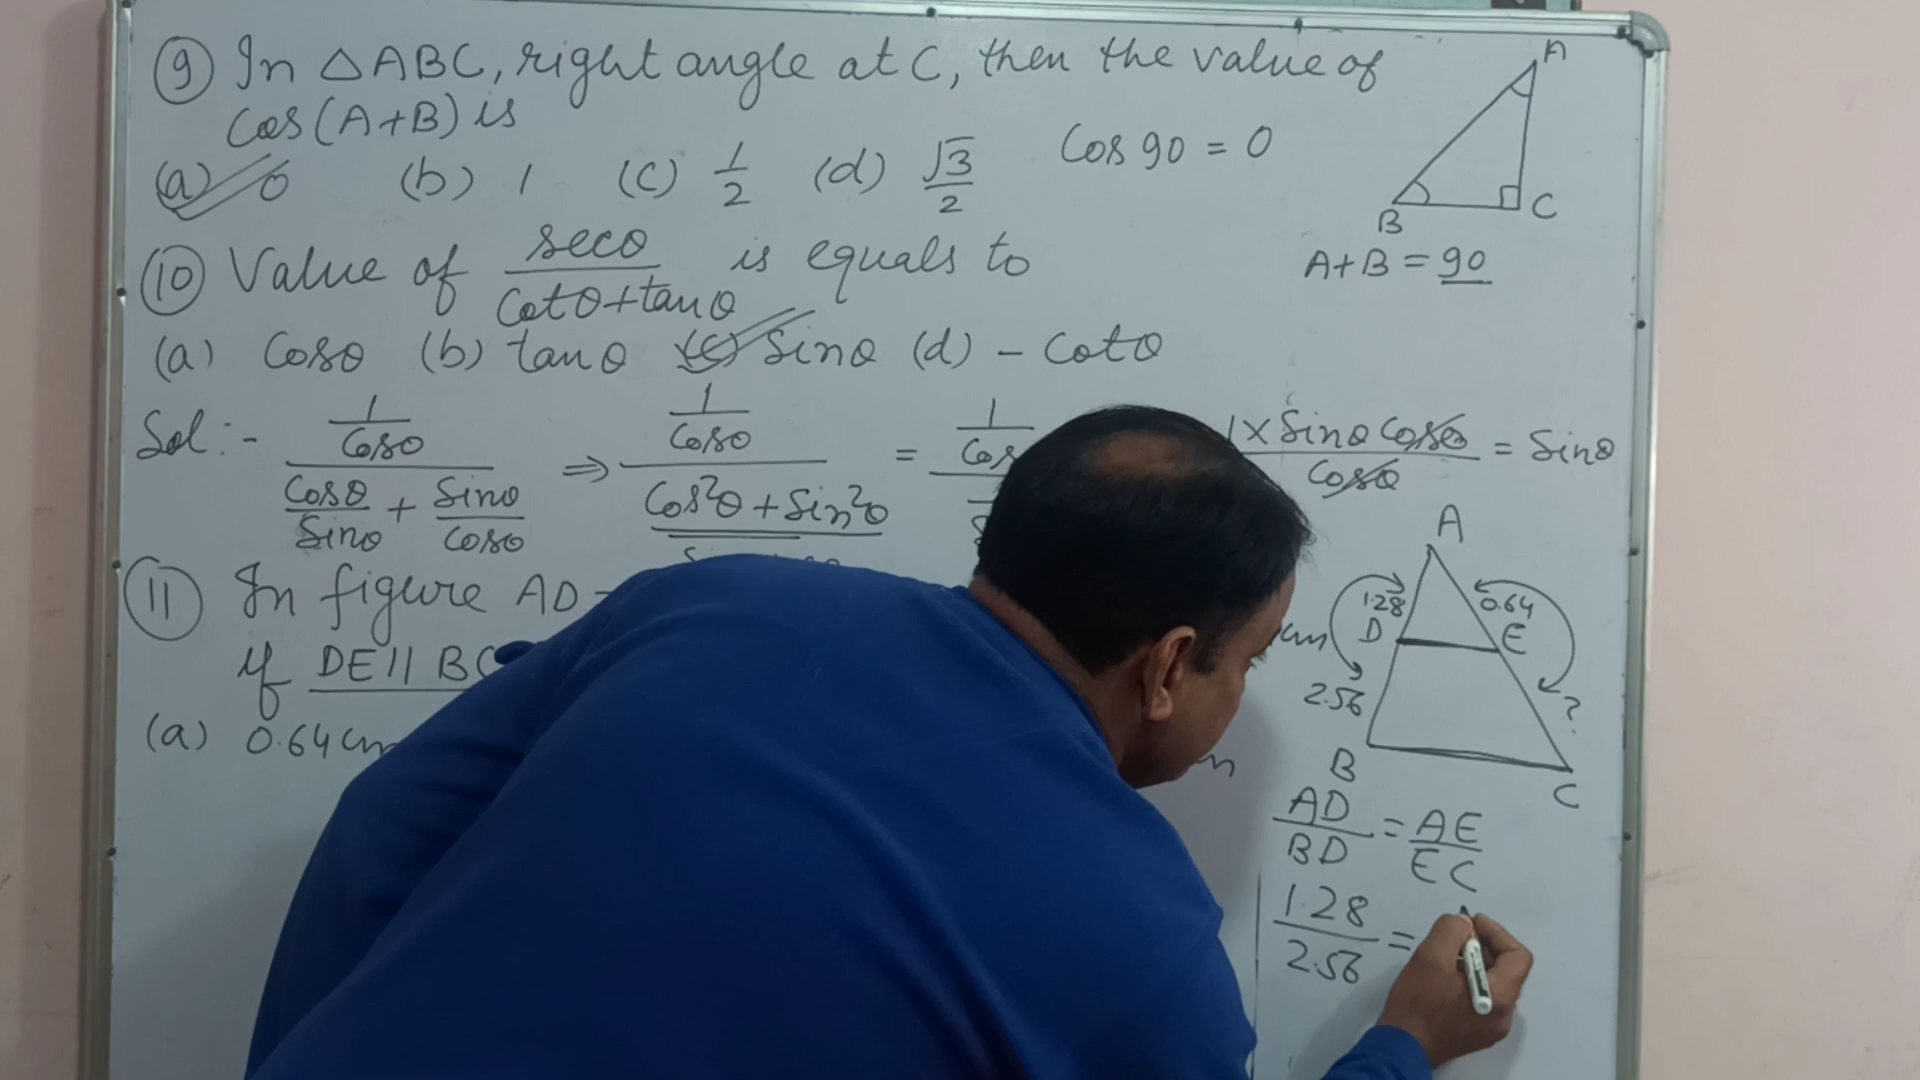 9 In △ABC, right angle at C, then the value of
Cos(A+B) is
(a) 0 (b) 1 (c) 1/2 (d) √3/2 Cos 90 = 0
A
B
C
A+B = 90
10 Value of secθ/(cotθ+tanθ) is equals to
(a) Cosθ (b) tanθ (c) Sinθ (d) - Cotθ
Sol:- (1/Cosθ)/(Cosθ/Sinθ + Sinθ/Cosθ) ⇒ (1/Cosθ)/(Cos²θ + Sin²θ = (1/Cos 1 × Sinθ Cosθ/Cosθ = Sinθ
11 In figure AD
cm
if DE || BC
(a) 0.64 cm
A
1.28 0.64
D E
2.56 ?
B
C
AD/BD = AE/EC
1.28/2.56 =